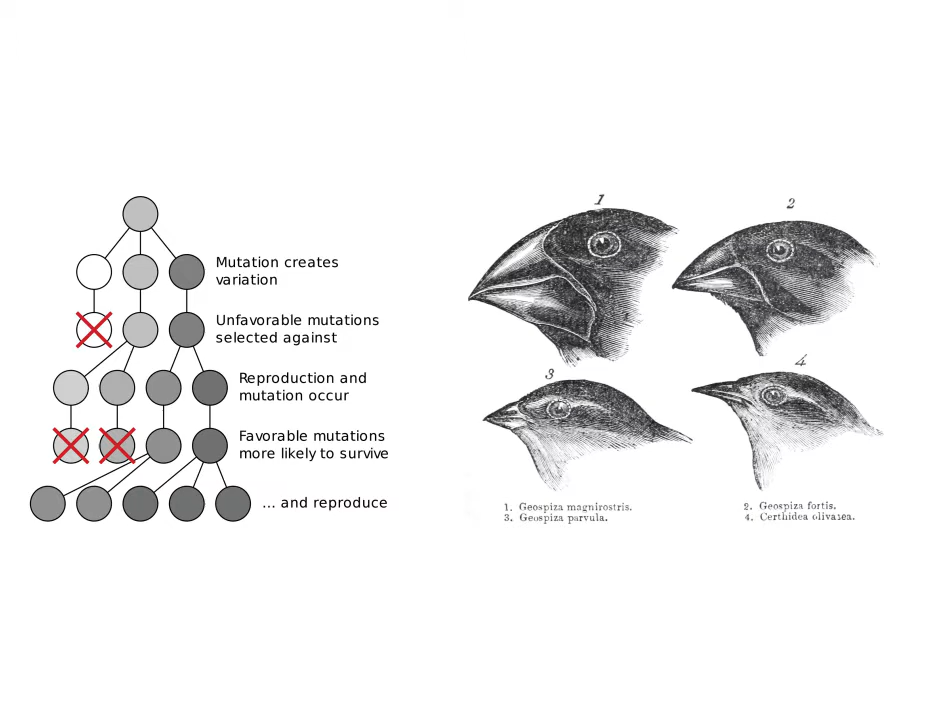 Mutation creates
variation
Unfavorable mutations
selected against
Reproduction and
mutation occur
Favorable mutations
more likely to survive
... and reproduce
1
2
3
4
1. Geospiza magnirostris.
2. Geospiza fortis.
3. Geospiza parvula.
4. Certhidea olivasea.